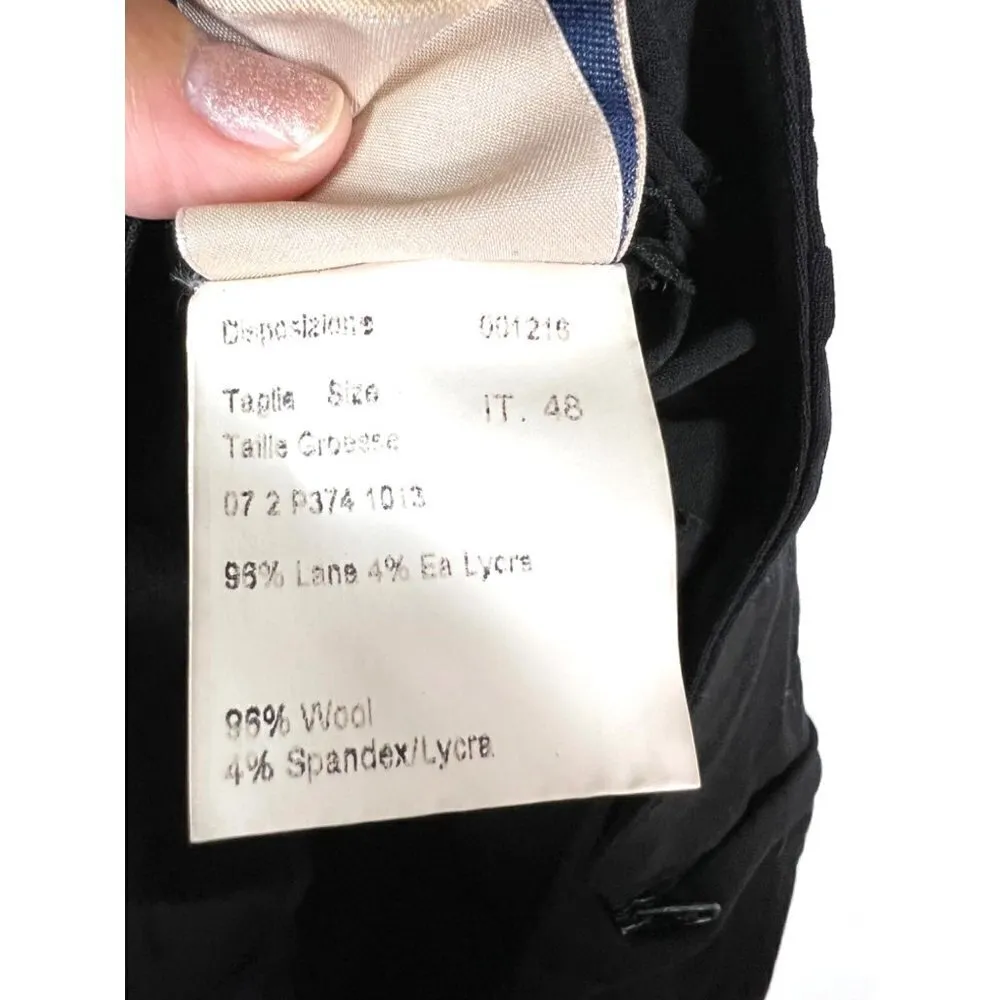 Disposizione 001216
Taglia Size IT. 48
Taille Groesse
07 2 P374 1013
96% Lana 4% Ea Lycra
96% Wool
4% Spandex/Lycra